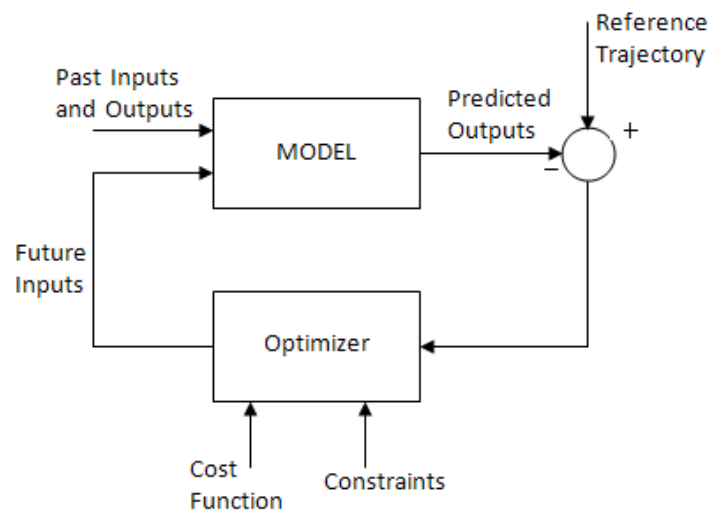 Reference
Trajectory
Past Inputs
and Outputs
Predicted
Outputs
+
MODEL
−
Future
Inputs
Optimizer
Cost
Function
Constraints